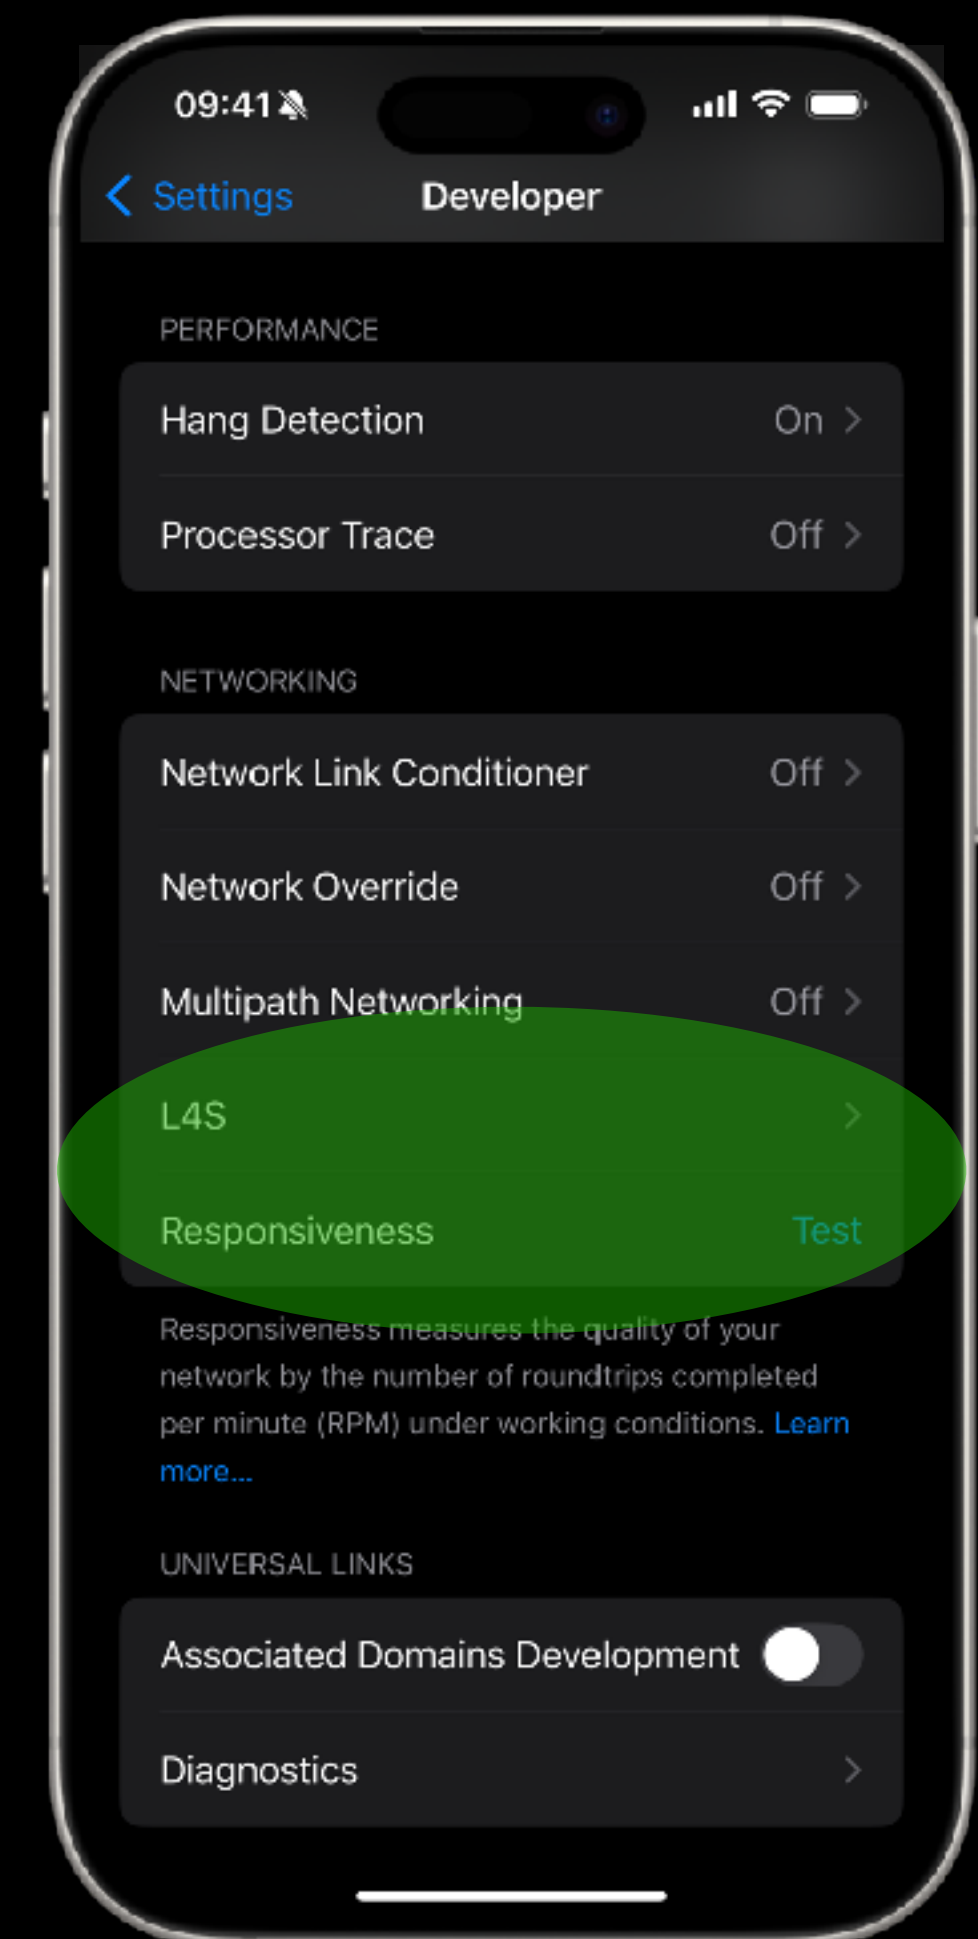 09:41
Settings
Developer
PERFORMANCE
Hang Detection On
Processor Trace Off
NETWORKING
Network Link Conditioner Off
Network Override Off
Multipath Networking Off
L4S
Responsiveness Test
Responsiveness measures the quality of your
network by the number of roundtrips completed
per minute (RPM) under working conditions. Learn
more...
UNIVERSAL LINKS
Associated Domains Development
Diagnostics